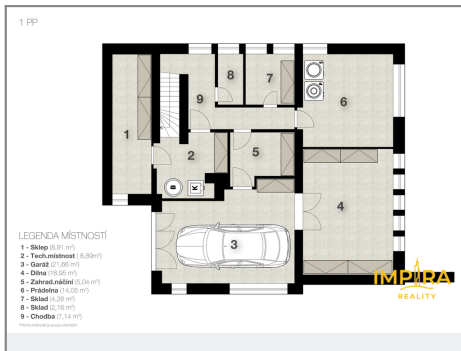 1 PP
8
7
9
6
1
2
5
B
K
4
3
LEGENDA MÍSTNOSTÍ
1 - Sklep (8,91 m²)
2 - Tech.místnost ( 8,89m²)
3 - Garáž (21,66 m²)
4 - Dílna (18,95 m²)
5 - Zahrad.náčiní (5,04 m²)
6 - Prádelna (14,05 m²)
7 - Sklad (4,26 m²)
8 - Sklad (2,16 m²)
9 - Chodba (7,14 m²)
IMPIRA
REALITY